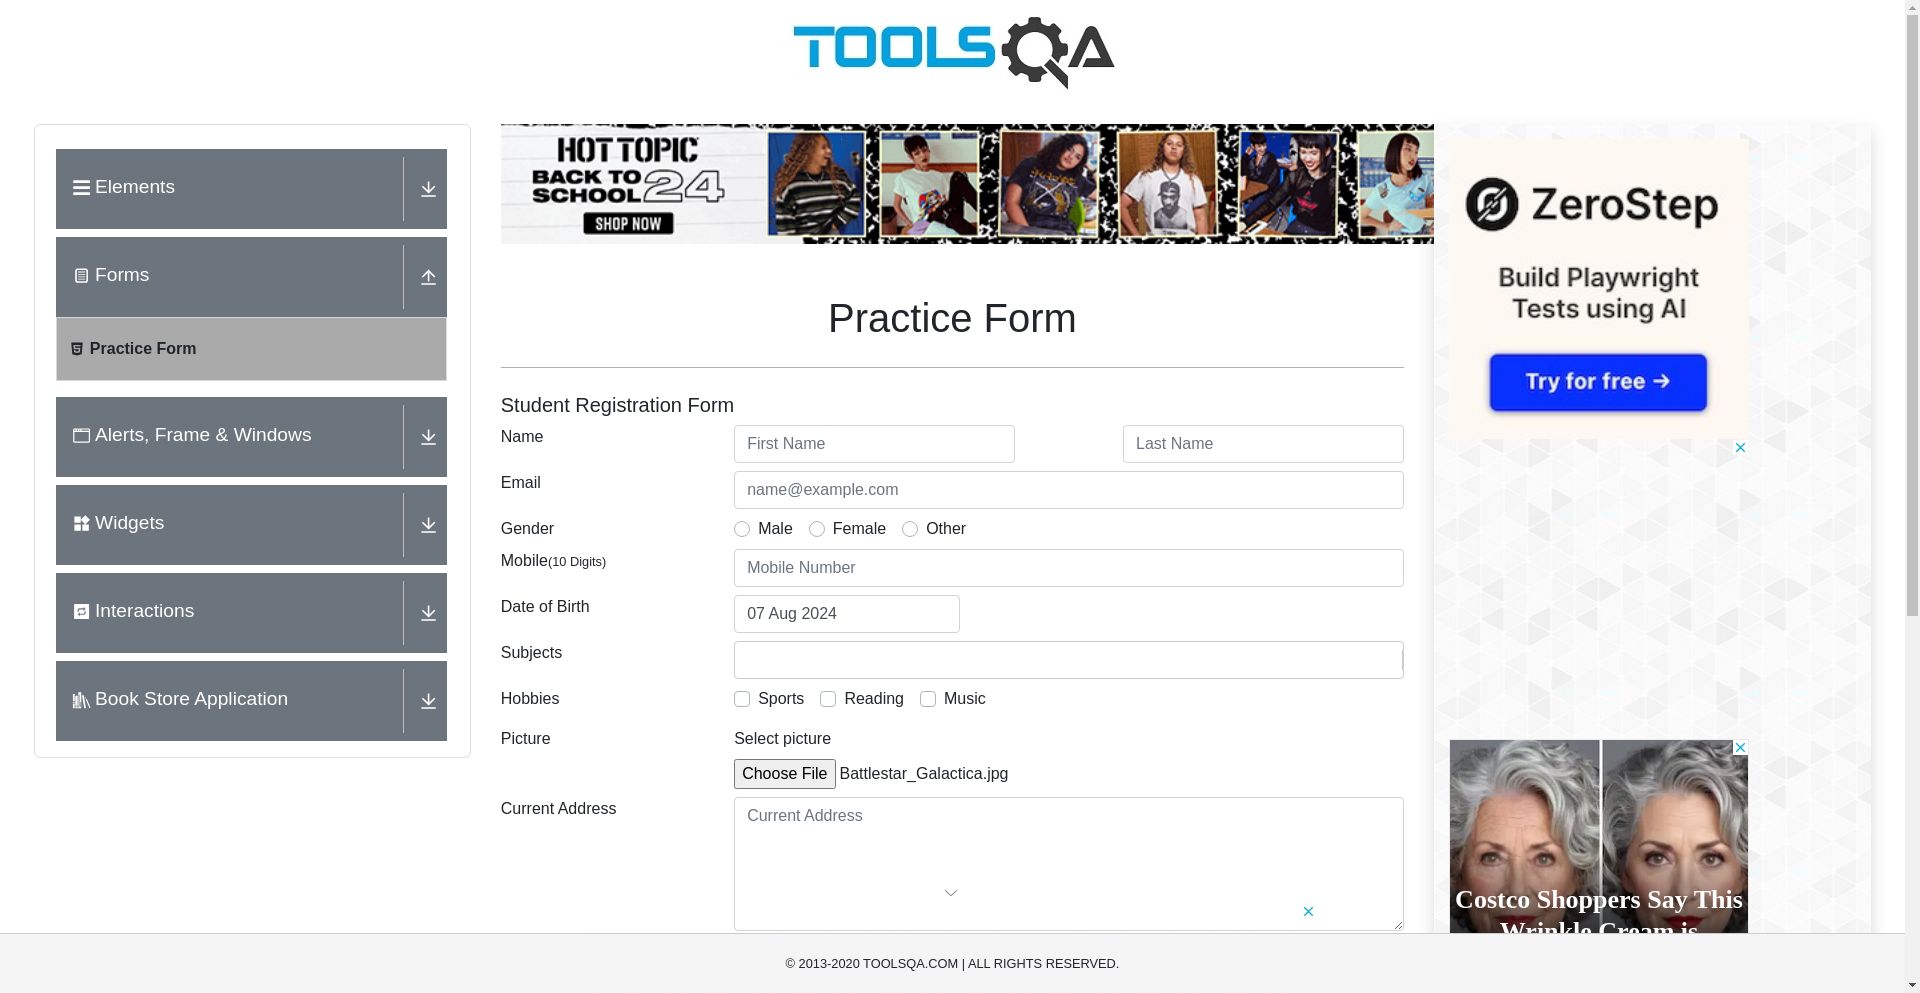 TOOLSQA
HOT TOPIC
BACK TO
SCHOOL 24
SHOP NOW
Elements
Forms
Practice Form
Alerts, Frame & Windows
Widgets
Interactions
Book Store Application
Practice Form
Student Registration Form
Name
First Name
Last Name
Email
name@example.com
Gender
Male
Female
Other
Mobile(10 Digits)
Mobile Number
Date of Birth
07 Aug 2024
Subjects
Hobbies
Sports
Reading
Music
Picture
Select picture
Choose File
Battlestar_Galactica.jpg
Current Address
Current Address
ZeroStep
Build Playwright
Tests using AI
Try for free →
Costco Shoppers Say This
Wrinkle Cream is
© 2013-2020 TOOLSQA.COM | ALL RIGHTS RESERVED.